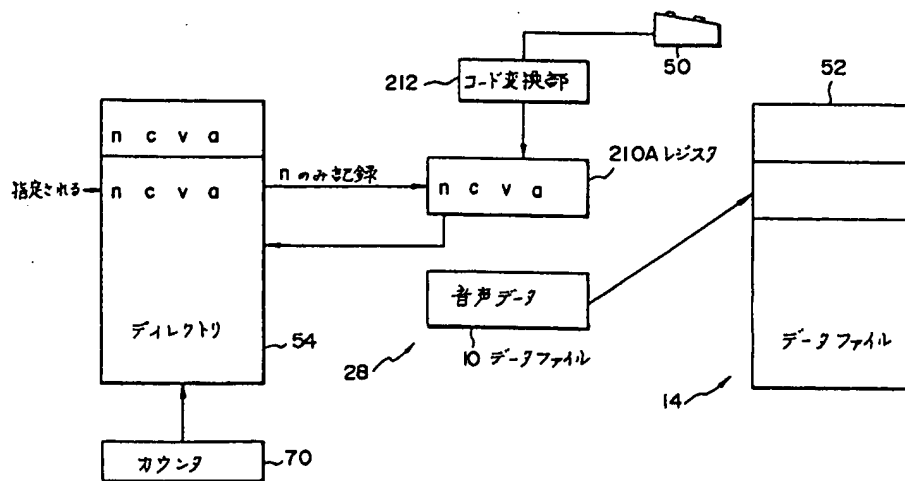 50
212 コード変換部
52
n c v a
210A レジスタ
指定される n c v a
nのみ記録
n c v a
音声データ
ディレクトリ
54
10 データファイル
28
データファイル
14
カウンタ
70